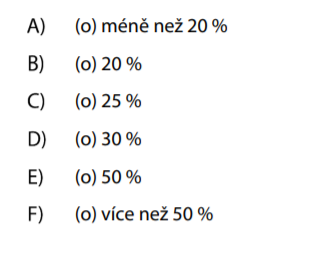 A) (o) méně než 20 %
B) (o) 20 %
C) (o) 25 %
D) (o) 30 %
E) (o) 50 %
F) (o) více než 50 %